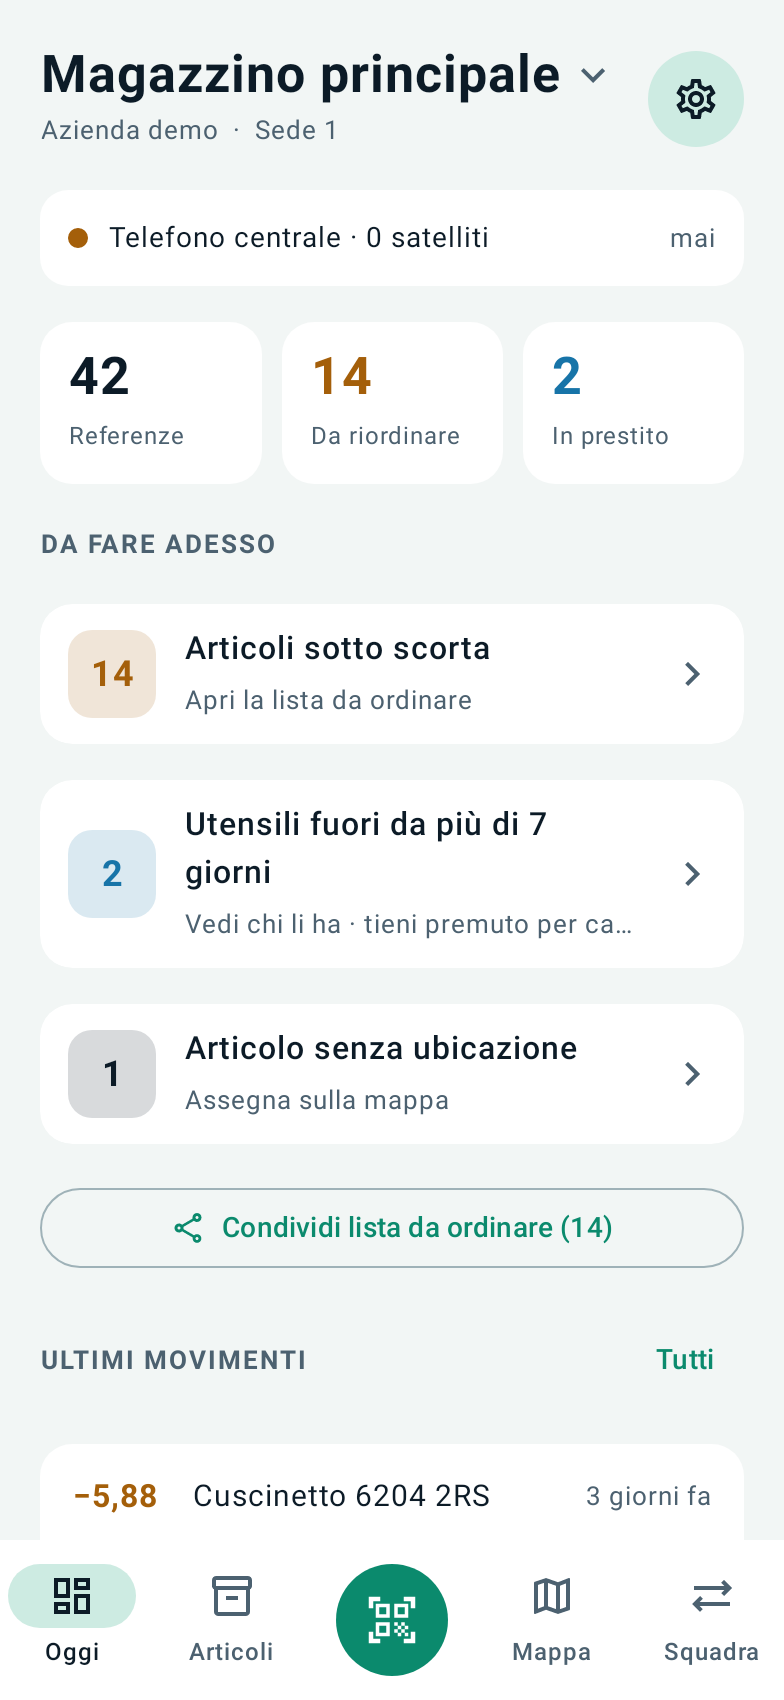 Magazzino principale
Azienda demo · Sede 1
Telefono centrale · 0 satelliti mai
42 14 2
Referenze Da riordinare In prestito
DA FARE ADESSO
14 Articoli sotto scorta
Apri la lista da ordinare
Utensili fuori da più di 7
2 giorni
Vedi chi li ha · tieni premuto per ca…
1 Articolo senza ubicazione
Assegna sulla mappa
Condividi lista da ordinare (14)
ULTIMI MOVIMENTI Tutti
−5,88 Cuscinetto 6204 2RS 3 giorni fa
Oggi Articoli Mappa Squadra